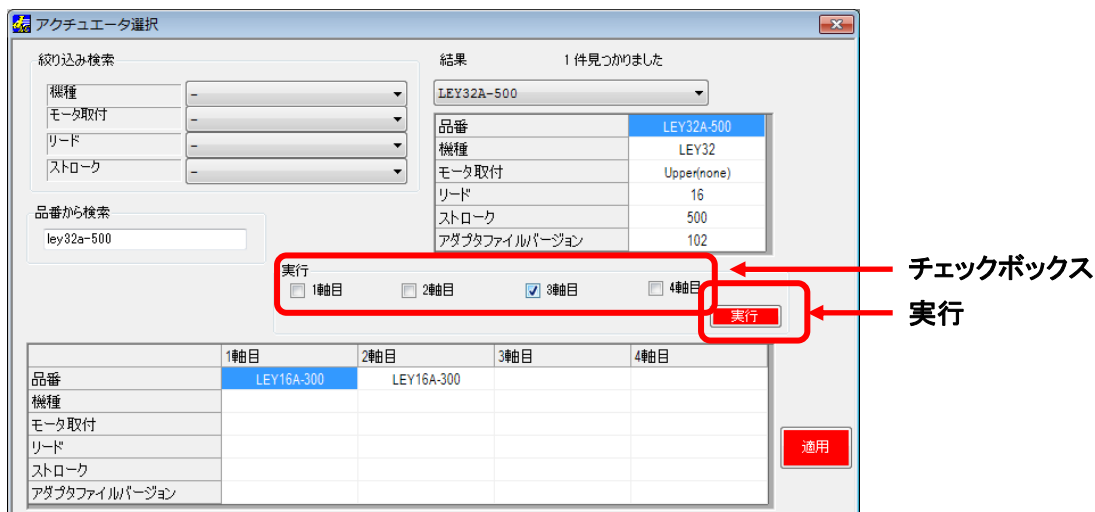 アクチュエータ選択
絞り込み検索
機種 -
モータ取付 -
リード -
ストローク -
品番から検索
ley32a-500
結果 1 件見つかりました
LEY32A-500
品番 LEY32A-500
機種 LEY32
モータ取付 Upper(none)
リード 16
ストローク 500
アダプタファイルバージョン 102
実行
1軸目 2軸目 3軸目 4軸目
実行
チェックボックス
実行
1軸目 2軸目 3軸目 4軸目
品番 LEY16A-300 LEY16A-300
機種
モータ取付
リード
ストローク
アダプタファイルバージョン
適用